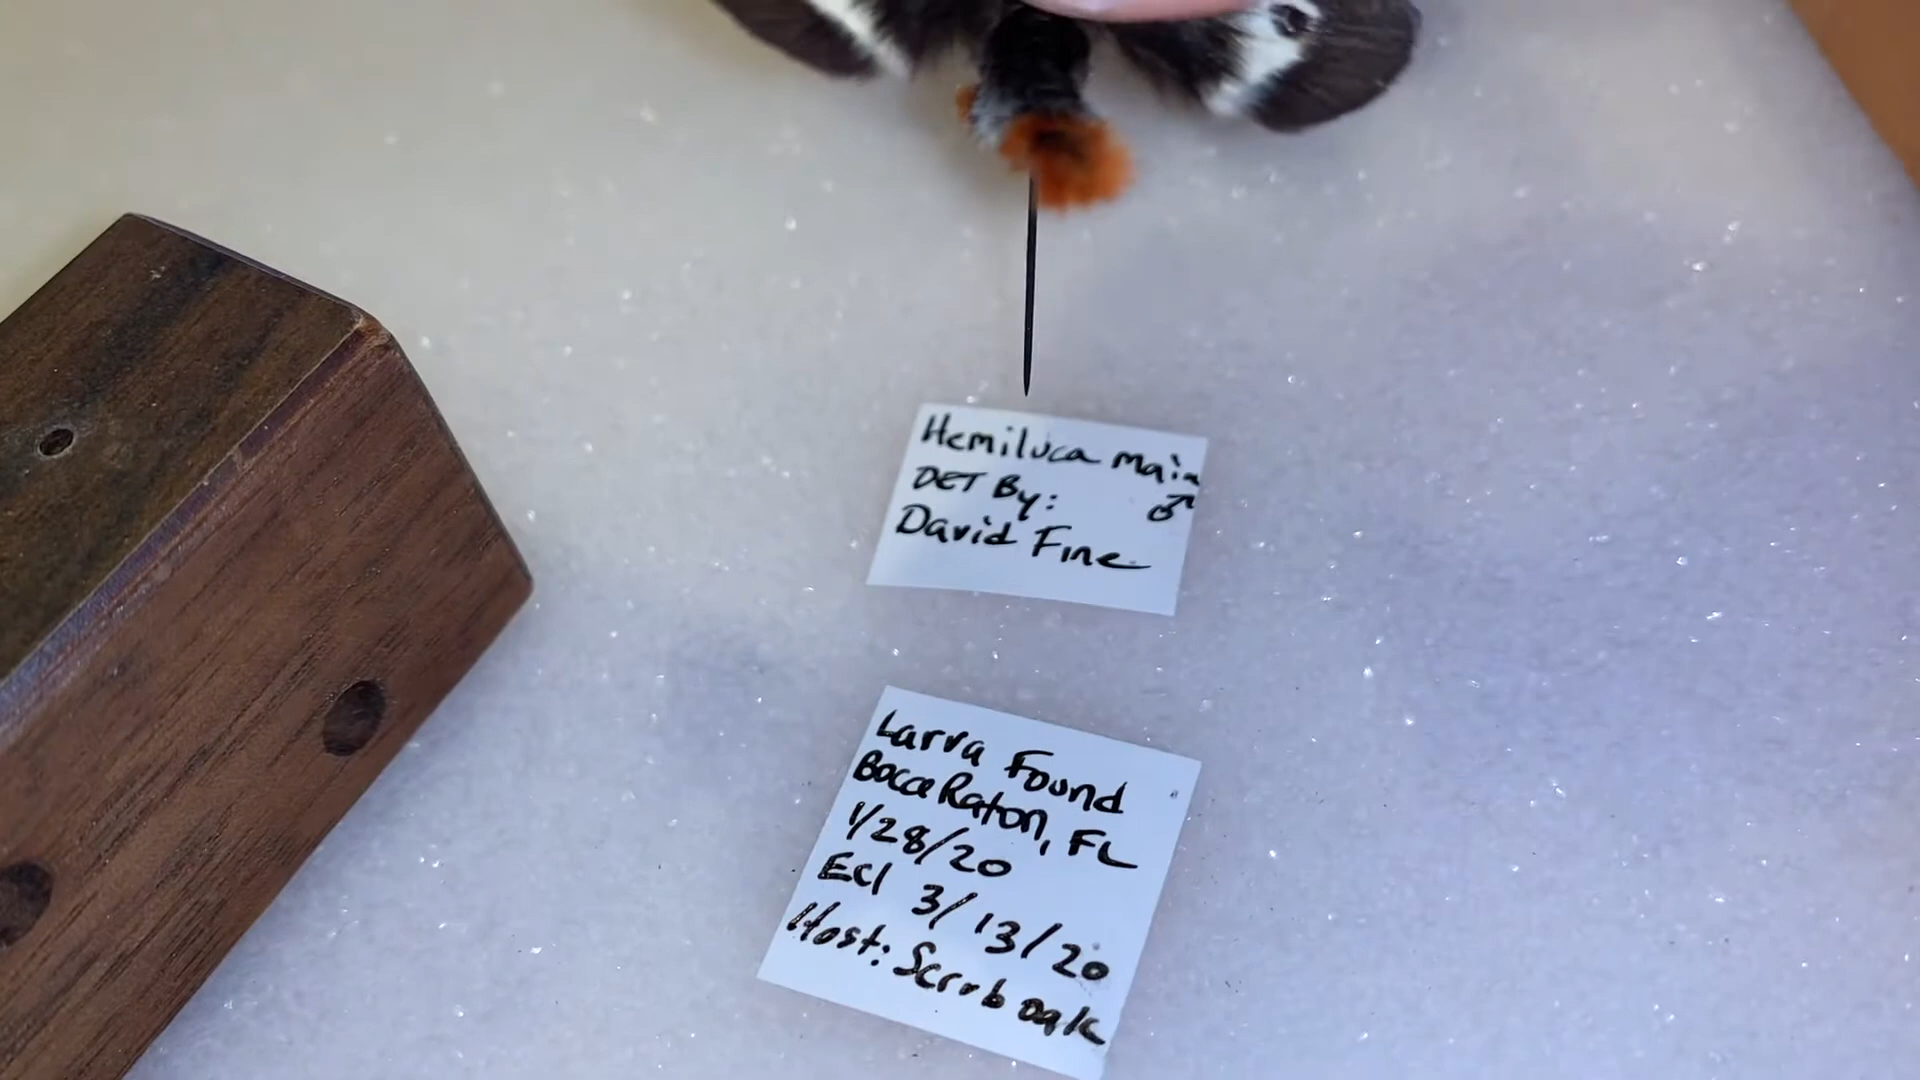 Hemiluca main
DET By: ♂
David Fine
Larva Found
Boca Raton, FL
1/28/20
Ecl 3/13/20
Host: Scrub oak